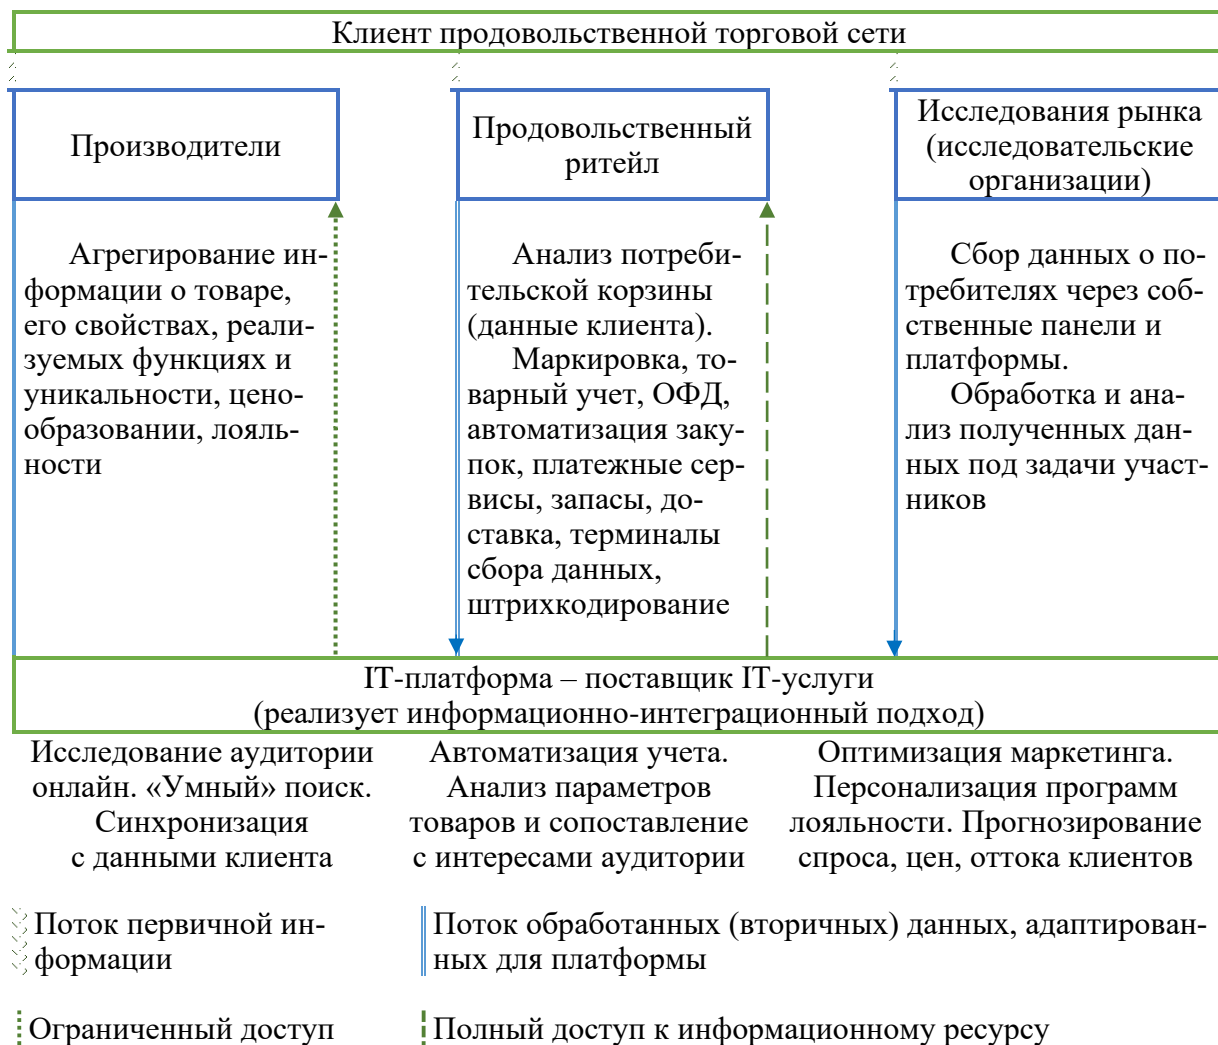 Клиент продовольственной торговой сети
Производители
Продовольственный
ритейл
Исследования рынка
(исследовательские
организации)
Агрегирование ин-
формации о товаре,
его свойствах, реали-
зуемых функциях и
уникальности, цено-
образовании, лояль-
ности
Анализ потреби-
тельской корзины
(данные клиента).
Маркировка, то-
варный учет, ОФД,
автоматизация заку-
пок, платежные сер-
висы, запасы, до-
ставка, терминалы
сбора данных,
штрихкодирование
Сбор данных о по-
требителях через соб-
ственные панели и
платформы.
Обработка и ана-
лиз полученных дан-
ных под задачи участ-
ников
IT-платформа – поставщик IT-услуги
(реализует информационно-интеграционный подход)
Исследование аудитории
онлайн. «Умный» поиск.
Синхронизация
с данными клиента
Автоматизация учета.
Анализ параметров
товаров и сопоставление
с интересами аудитории
Оптимизация маркетинга.
Персонализация программ
лояльности. Прогнозирование
спроса, цен, оттока клиентов
Поток первичной ин-
формации
Поток обработанных (вторичных) данных, адаптирован-
ных для платформы
Ограниченный доступ
Полный доступ к информационному ресурсу